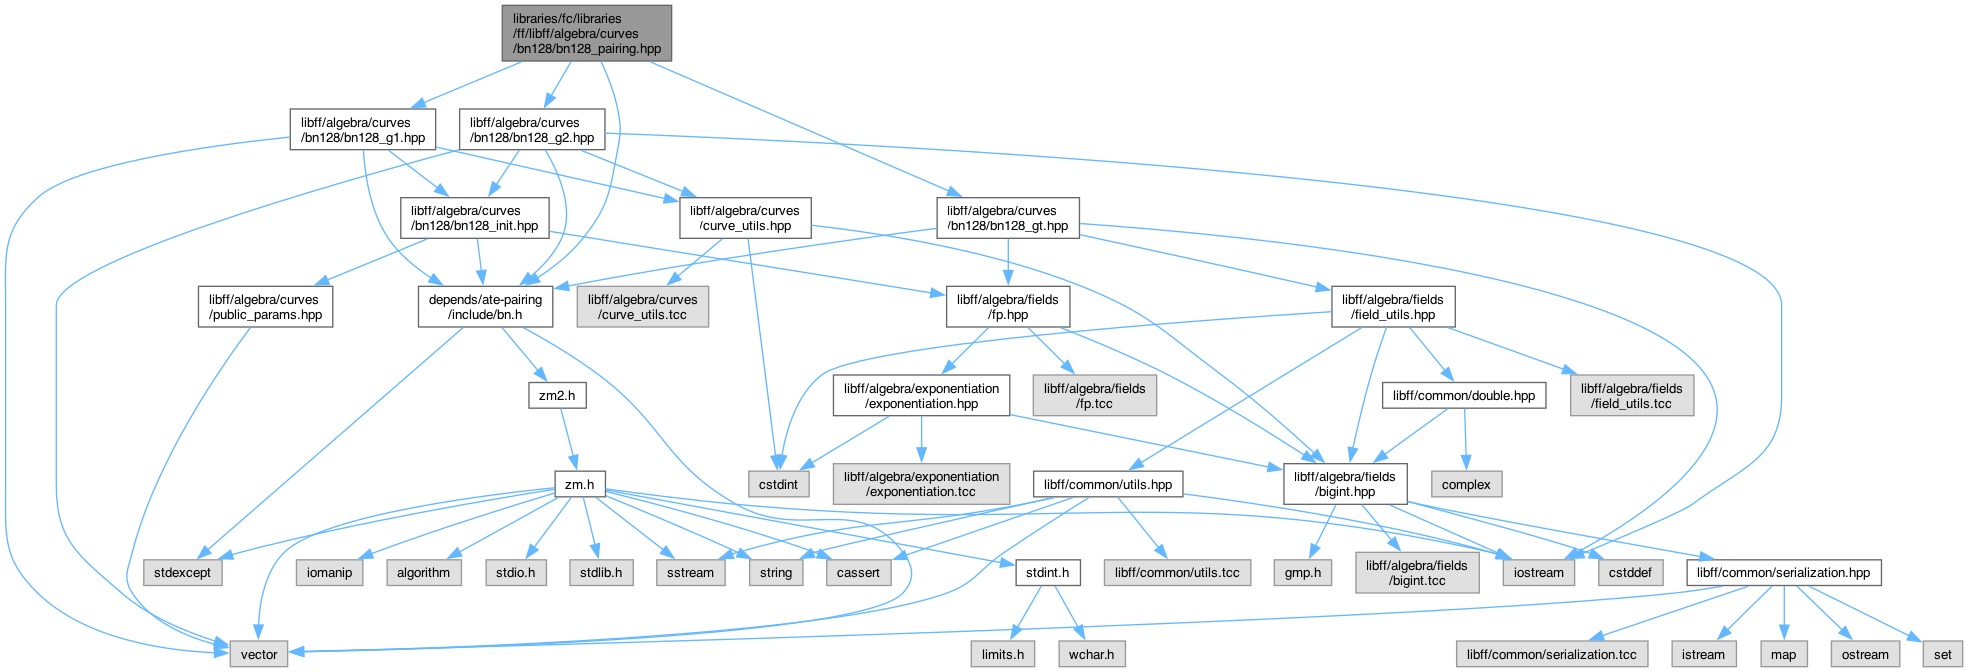 libraries/fc/libraries
/ff/libff/algebra/curves
/bn128/bn128_pairing.hpp
libff/algebra/curves
/bn128/bn128_g1.hpp
libff/algebra/curves
/bn128/bn128_g2.hpp
libff/algebra/curves
/bn128/bn128_init.hpp
libff/algebra/curves
/curve_utils.hpp
libff/algebra/curves
/bn128/bn128_gt.hpp
libff/algebra/curves
/public_params.hpp
depends/ate-pairing
/include/bn.h
libff/algebra/curves
/curve_utils.tcc
libff/algebra/fields
/fp.hpp
libff/algebra/fields
/field_utils.hpp
zm2.h
libff/algebra/exponentiation
/exponentiation.hpp
libff/algebra/fields
/fp.tcc
libff/common/double.hpp
libff/algebra/fields
/field_utils.tcc
zm.h
cstdint
libff/algebra/exponentiation
/exponentiation.tcc
libff/common/utils.hpp
libff/algebra/fields
/bigint.hpp
complex
stdexcept
iomanip
algorithm
stdio.h
stdlib.h
sstream
string
cassert
stdint.h
libff/common/utils.tcc
gmp.h
libff/algebra/fields
/bigint.tcc
iostream
cstddef
libff/common/serialization.hpp
vector
limits.h
wchar.h
libff/common/serialization.tcc
istream
map
ostream
set